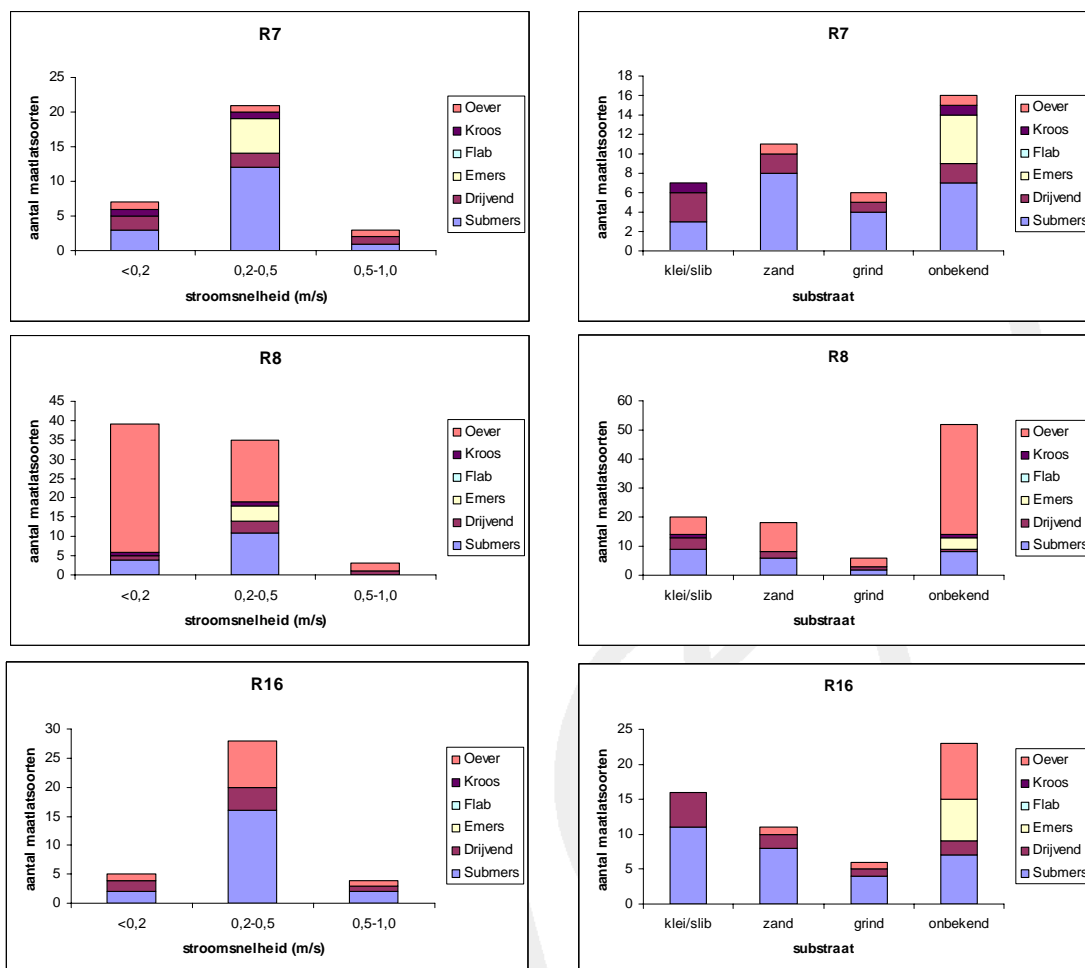 R7
aantal maatlatsoorten
25
20
15
10
5
0
<0,2 0,2-0,5 0,5-1,0
stroomsnelheid (m/s)
Oever
Kroos
Flab
Emers
Drijvend
Submers
R7
aantal maatlatsoorten
18
16
14
12
10
8
6
4
2
0
klei/slib zand grind onbekend
substraat
Oever
Kroos
Flab
Emers
Drijvend
Submers
R8
aantal maatlatsoorten
45
40
35
30
25
20
15
10
5
0
<0,2 0,2-0,5 0,5-1,0
stroomsnelheid (m/s)
Oever
Kroos
Flab
Emers
Drijvend
Submers
R8
aantal maatlatsoorten
60
50
40
30
20
10
0
klei/slib zand grind onbekend
substraat
Oever
Kroos
Flab
Emers
Drijvend
Submers
R16
aantal maatlatsoorten
30
25
20
15
10
5
0
<0,2 0,2-0,5 0,5-1,0
stroomsnelheid (m/s)
Oever
Kroos
Flab
Emers
Drijvend
Submers
R16
aantal maatlatsoorten
25
20
15
10
5
0
klei/slib zand grind onbekend
substraat
Oever
Kroos
Flab
Emers
Drijvend
Submers